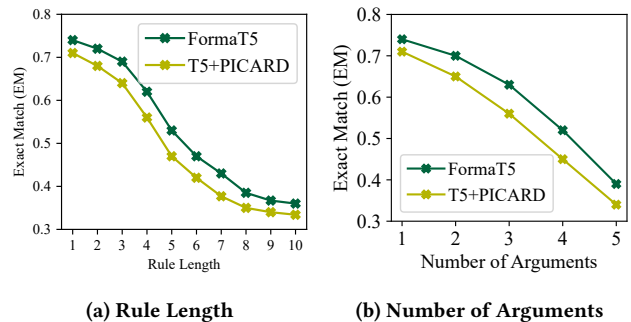 0.8
0.7
0.6
0.5
0.4
0.3
Exact Match (EM)
FormaT5
T5+PICARD
1 2 3 4 5 6 7 8 9 10
Rule Length
(a) Rule Length
0.8
0.7
0.6
0.5
0.4
0.3
Exact Match (EM)
FormaT5
T5+PICARD
1 2 3 4 5
Number of Arguments
(b) Number of Arguments